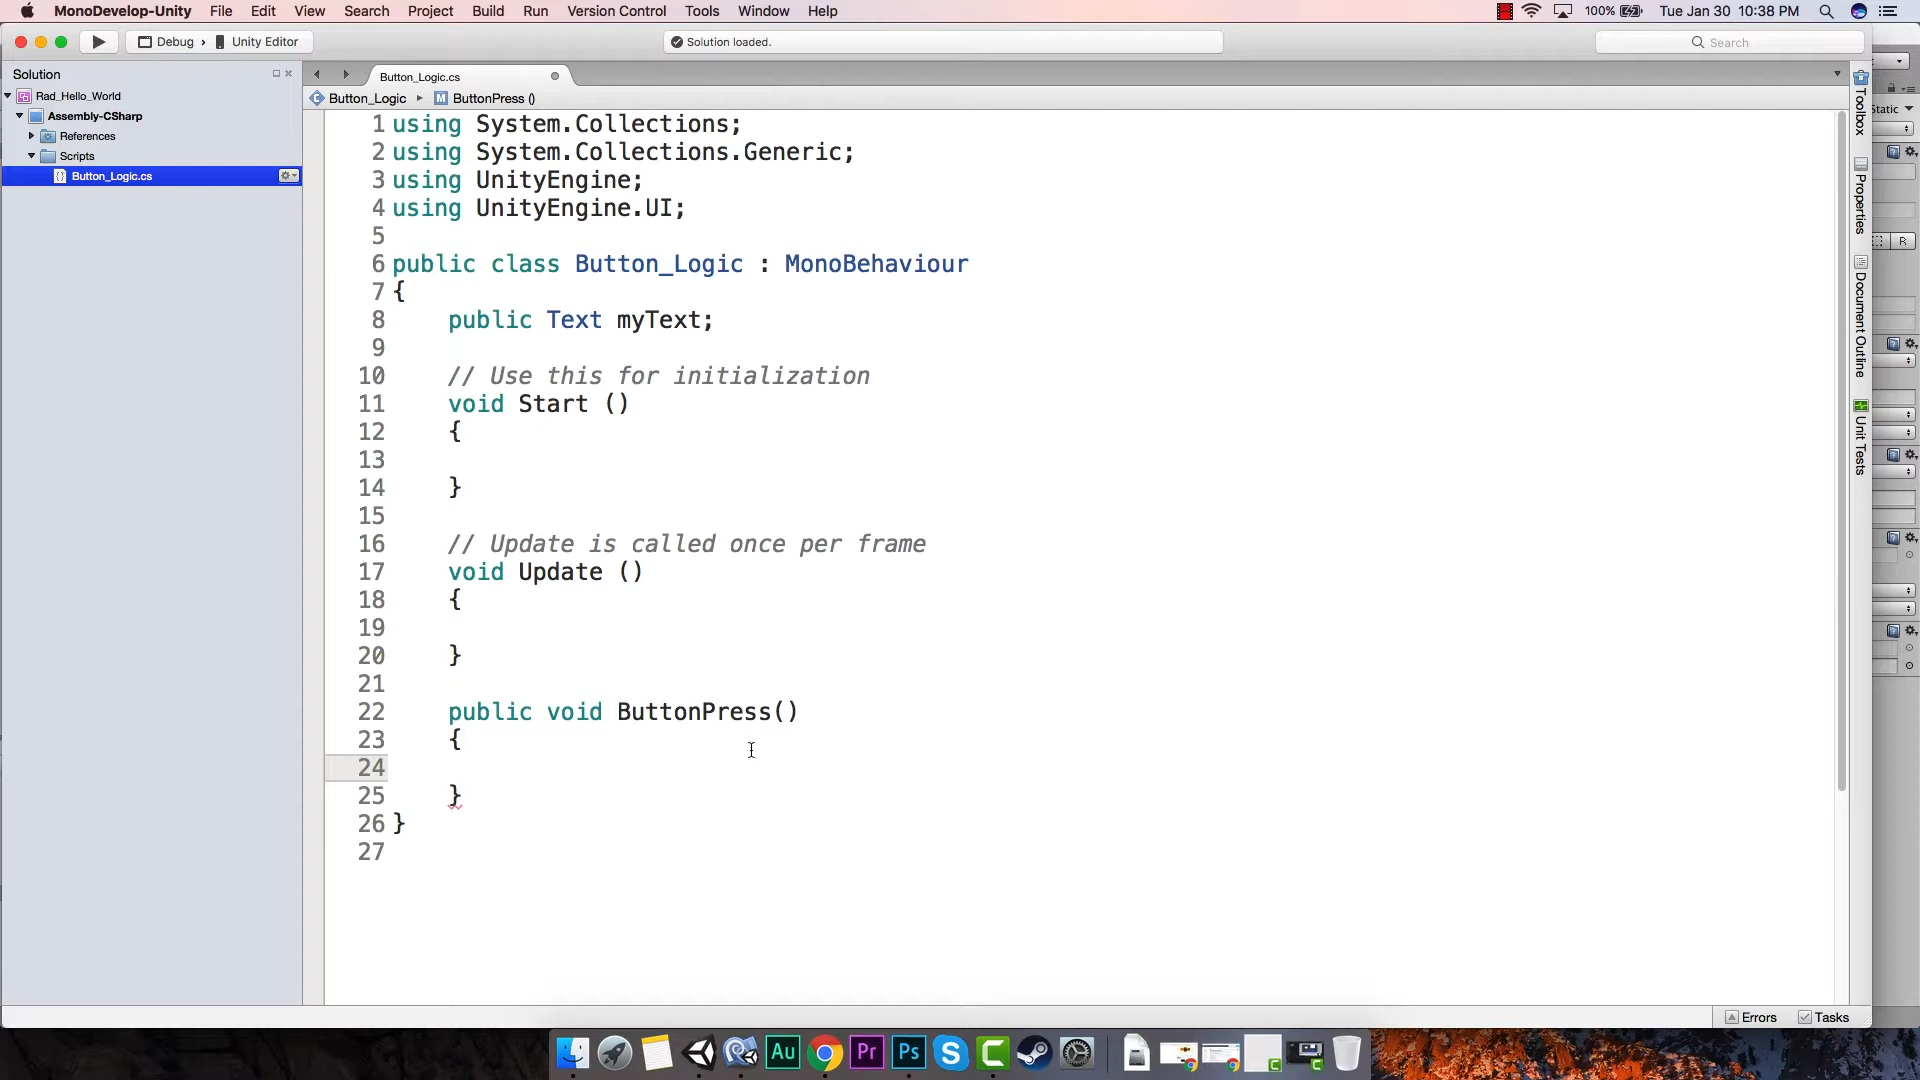 MonoDevelop-Unity File Edit View Search Project Build Run Version Control Tools Window Help 100% Tue Jan 30 10:38 PM
Debug › Unity Editor Solution loaded. Search
Solution
Button_Logic.cs
Rad_Hello_World
Button_Logic ▸ M ButtonPress ()
Assembly-CSharp
References
Scripts
Button_Logic.cs
1 using System.Collections;
2 using System.Collections.Generic;
3 using UnityEngine;
4 using UnityEngine.UI;
5
6 public class Button_Logic : MonoBehaviour
7 {
8 public Text myText;
9
10 // Use this for initialization
11 void Start ()
12 {
13
14 }
15
16 // Update is called once per frame
17 void Update ()
18 {
19
20 }
21
22 public void ButtonPress()
23 {
24
25 }
26 }
27
Toolbox
Properties
Document Outline
Unit Tests
Static
R
Errors Tasks
Au Pr Ps